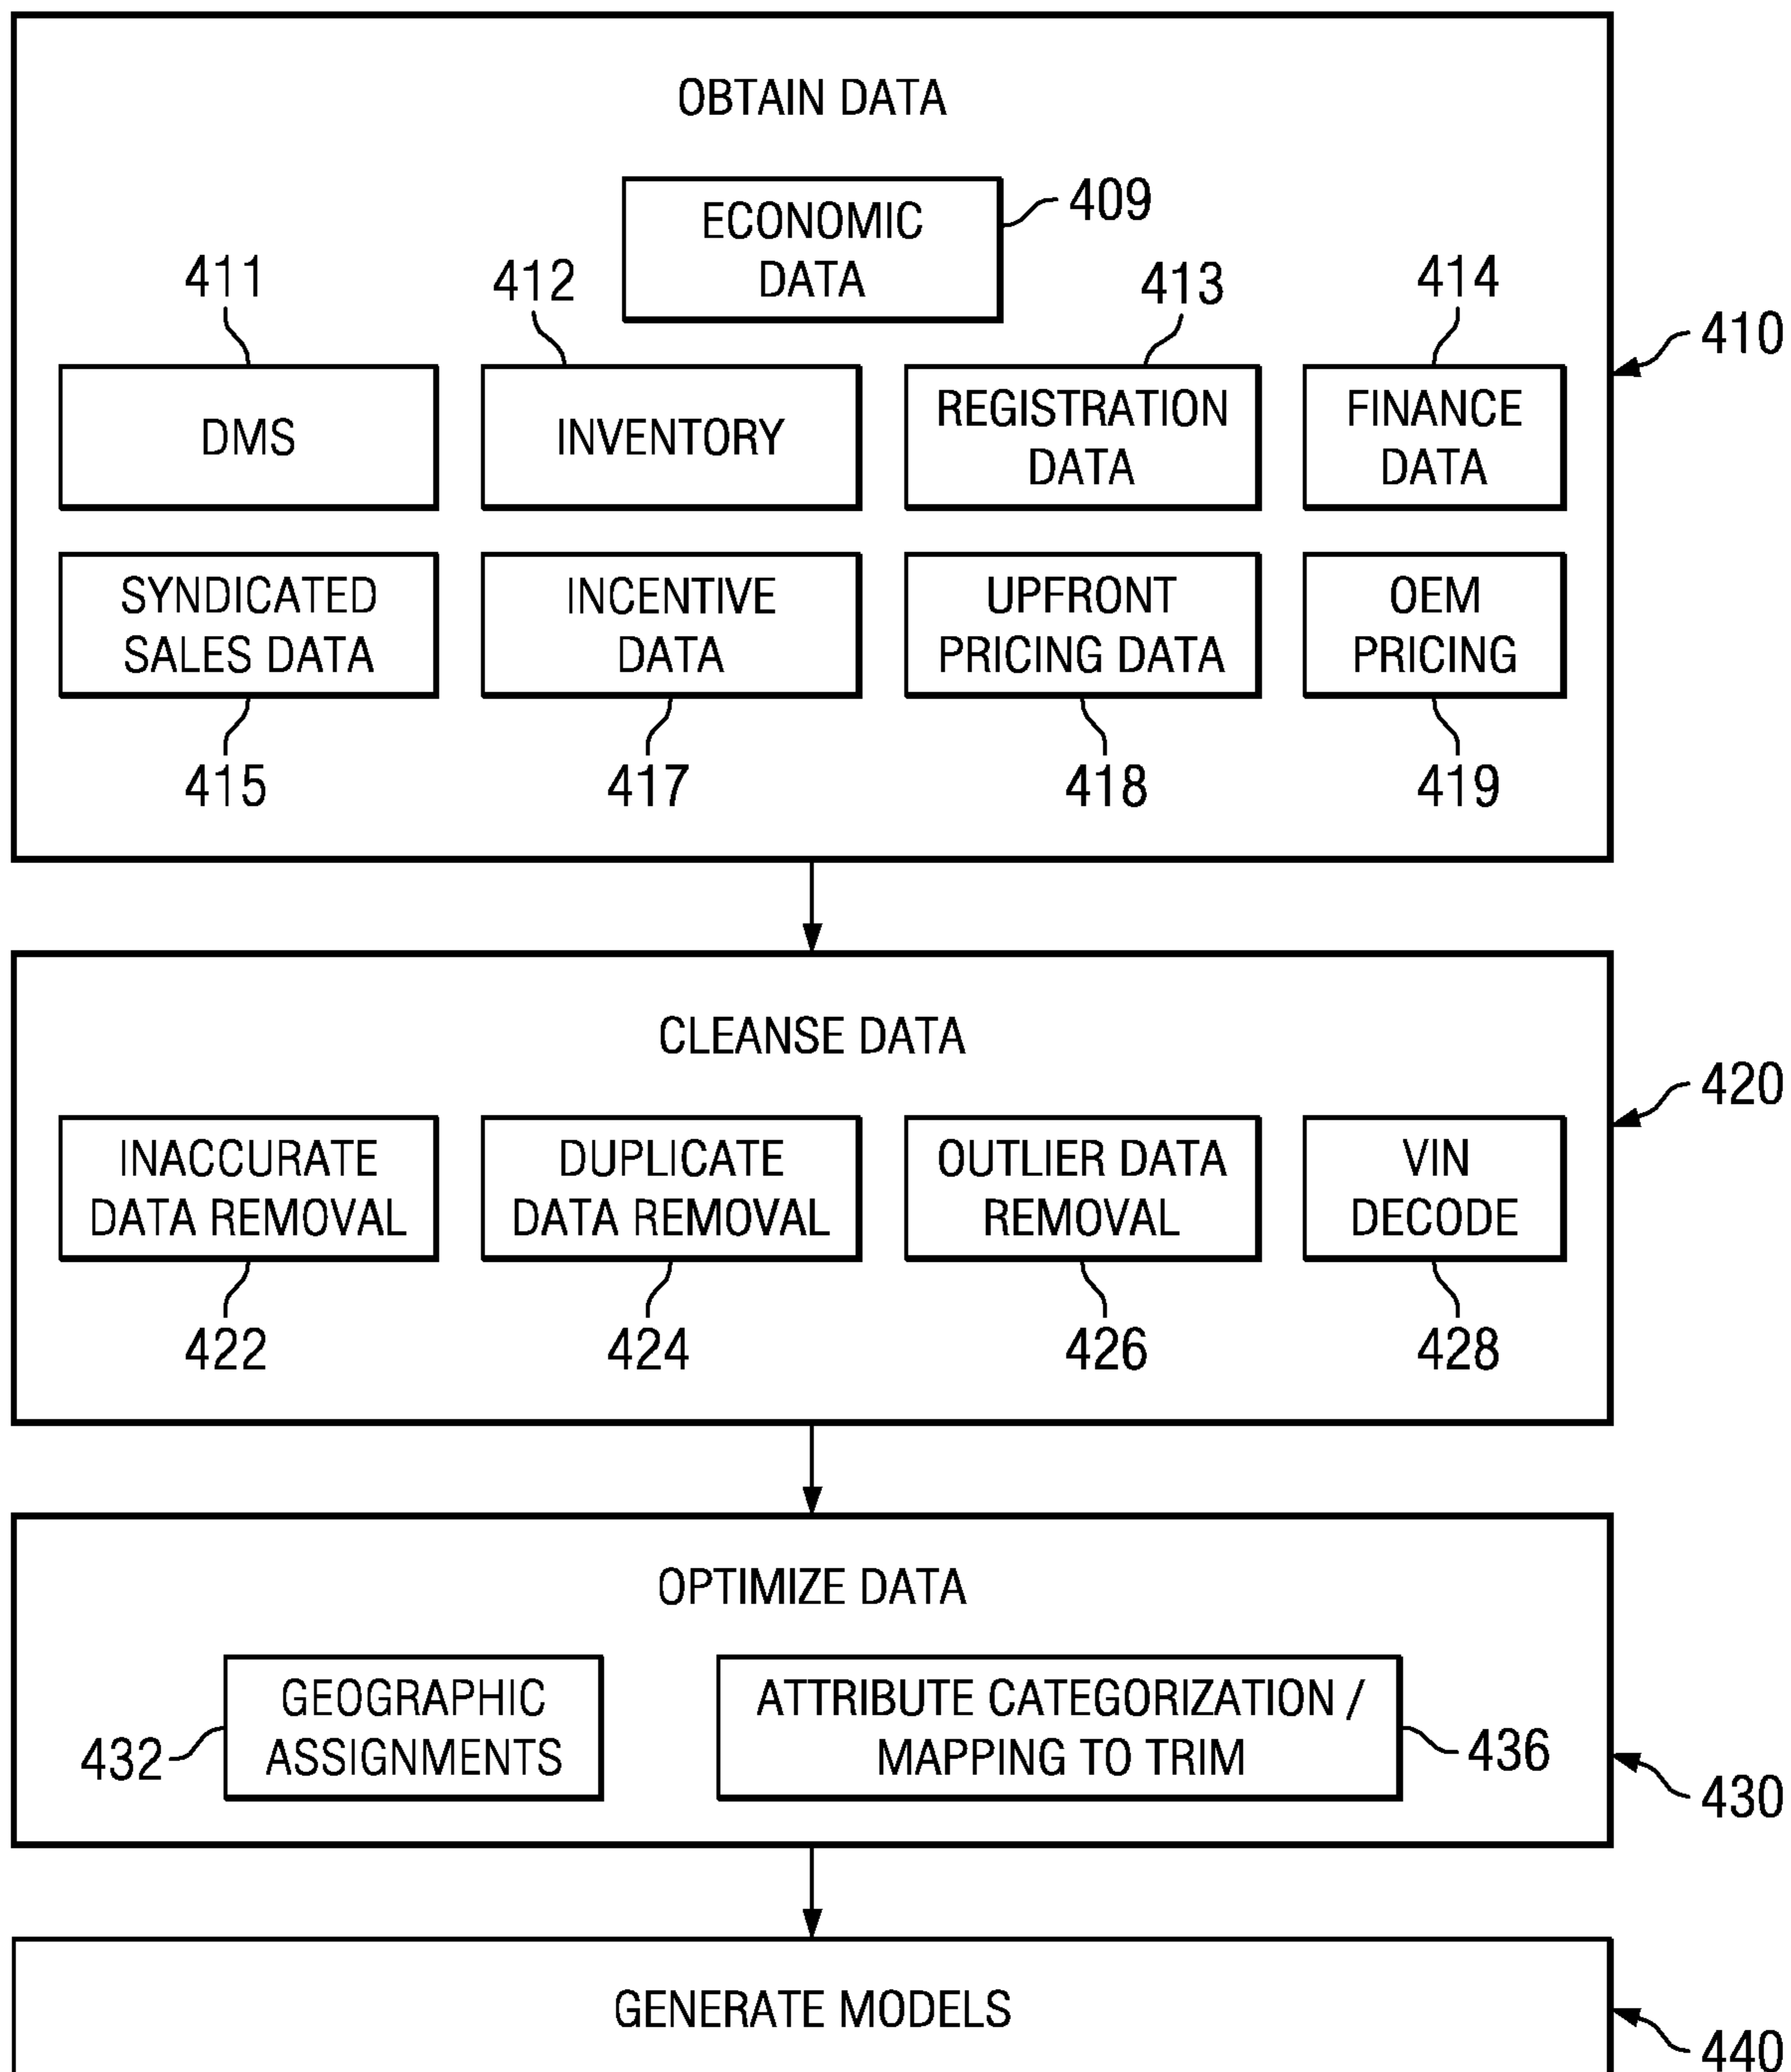 OBTAIN DATA
ECONOMIC
DATA
409
411
412
413
414
410
DMS
INVENTORY
REGISTRATION
DATA
FINANCE
DATA
SYNDICATED
SALES DATA
INCENTIVE
DATA
UPFRONT
PRICING DATA
OEM
PRICING
415
417
418
419
CLEANSE DATA
420
INACCURATE
DATA REMOVAL
DUPLICATE
DATA REMOVAL
OUTLIER DATA
REMOVAL
VIN
DECODE
422
424
426
428
OPTIMIZE DATA
432
GEOGRAPHIC
ASSIGNMENTS
ATTRIBUTE CATEGORIZATION /
MAPPING TO TRIM
436
430
GENERATE MODELS
440